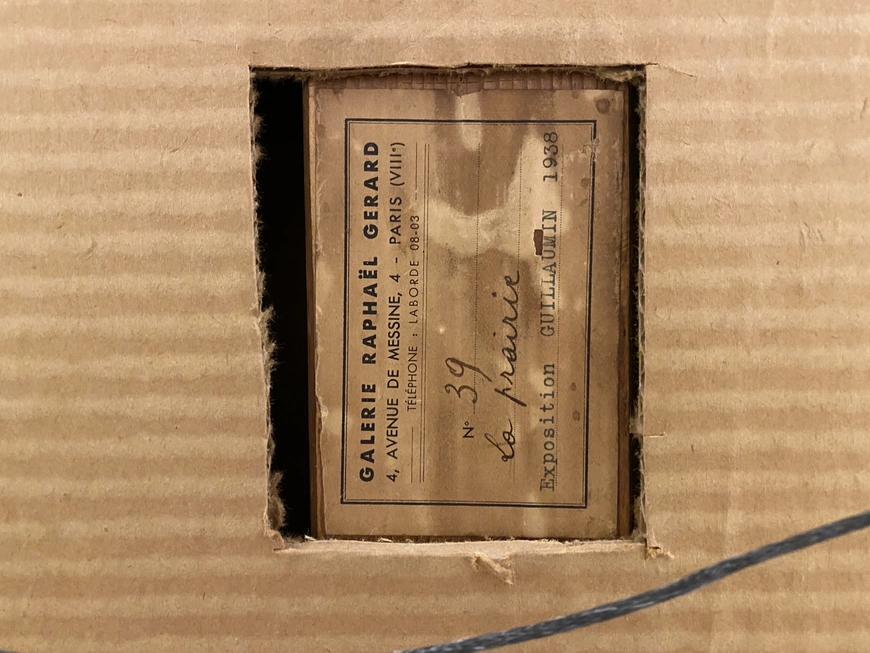 GALERIE RAPHAËL GERARD
4, AVENUE DE MESSINE, 4 - PARIS (VIIIᵉ)
TÉLÉPHONE : LABORDE 08-03
N° 39
La prairie
Exposition GUILLAUMIN 1938